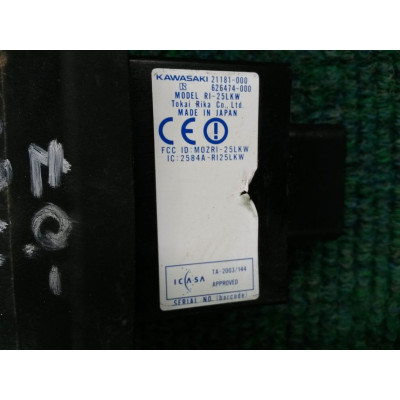 KAWASAKI 21181-000
626474-000
MODEL RI-25LKW
Tokai Rika Co., Ltd.
MADE IN JAPAN
CE
FCC ID: MOZRI-25LKW
IC: 2584A-RI25LKW
ICASA
TA-2003/144
APPROVED
SERIAL NO. (barcode)